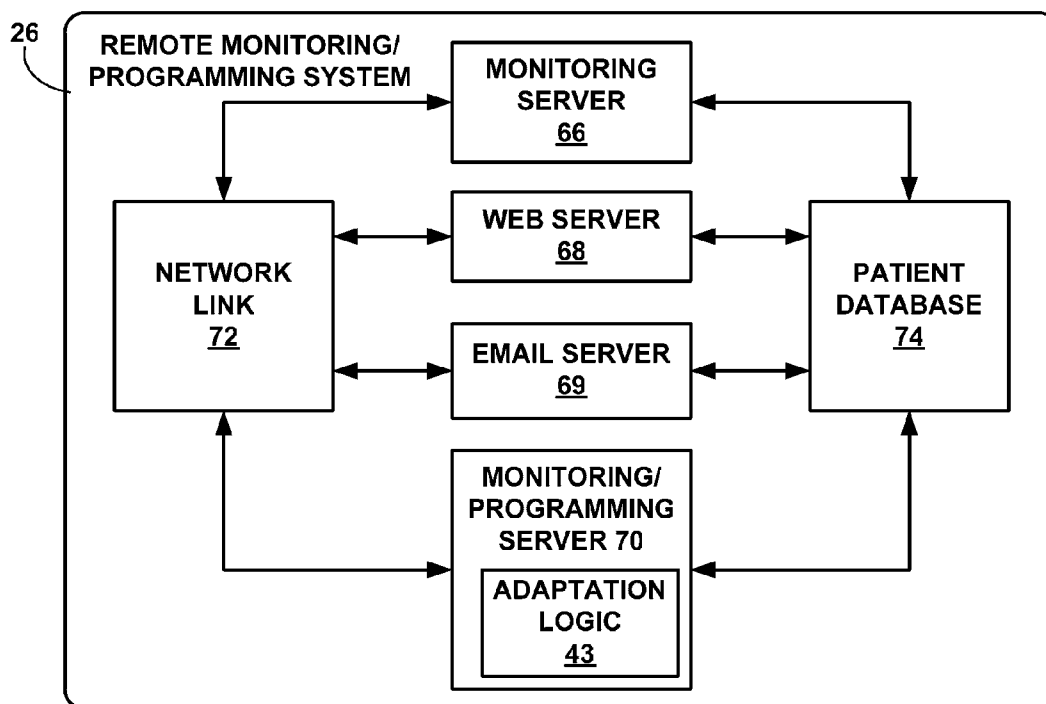 26
REMOTE MONITORING/
PROGRAMMING SYSTEM
MONITORING
SERVER
66
WEB SERVER
68
NETWORK
LINK
72
PATIENT
DATABASE
74
EMAIL SERVER
69
MONITORING/
PROGRAMMING
SERVER 70
ADAPTATION
LOGIC
43